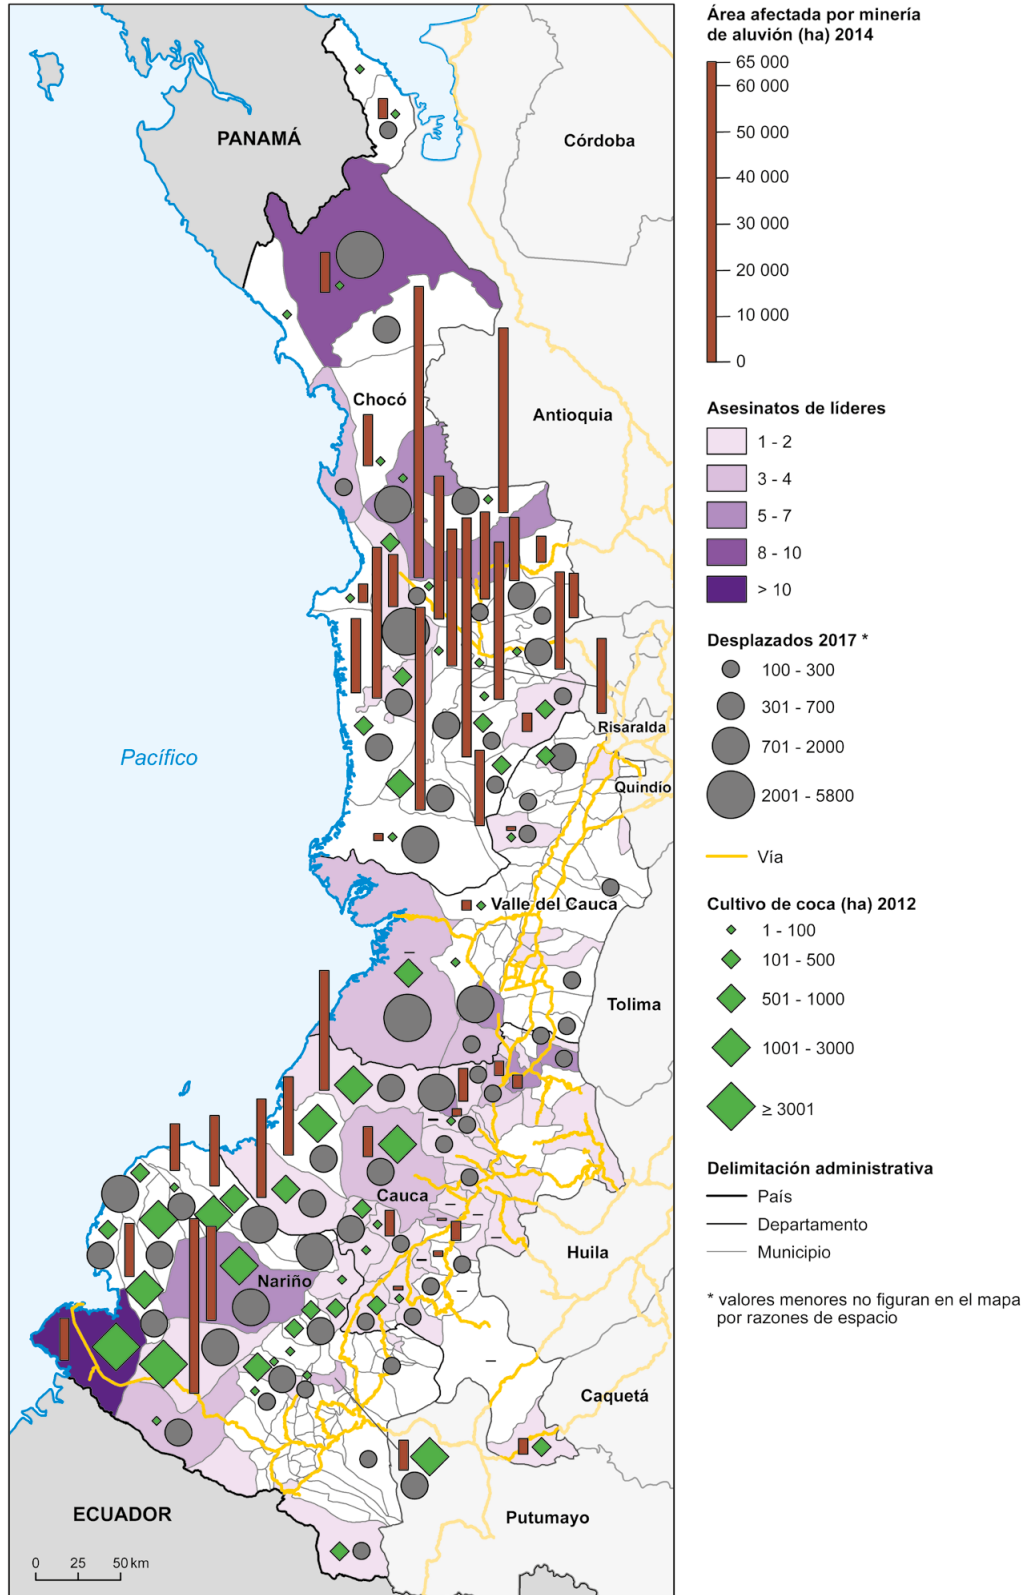 PANAMÁ
Córdoba
Chocó
Antioquia
Pacífico
Risaralda
Quindío
Valle del Cauca
Tolima
Cauca
Huila
Nariño
Caquetá
ECUADOR
Putumayo
0 25 50 km
Área afectada por minería
de aluvión (ha) 2014
65 000
60 000
50 000
40 000
30 000
20 000
10 000
0
Asesinatos de líderes
1 - 2
3 - 4
5 - 7
8 - 10
> 10
Desplazados 2017 *
100 - 300
301 - 700
701 - 2000
2001 - 5800
Vía
Cultivo de coca (ha) 2012
1 - 100
101 - 500
501 - 1000
1001 - 3000
≥ 3001
Delimitación administrativa
País
Departamento
Municipio
* valores menores no figuran en el mapa
por razones de espacio